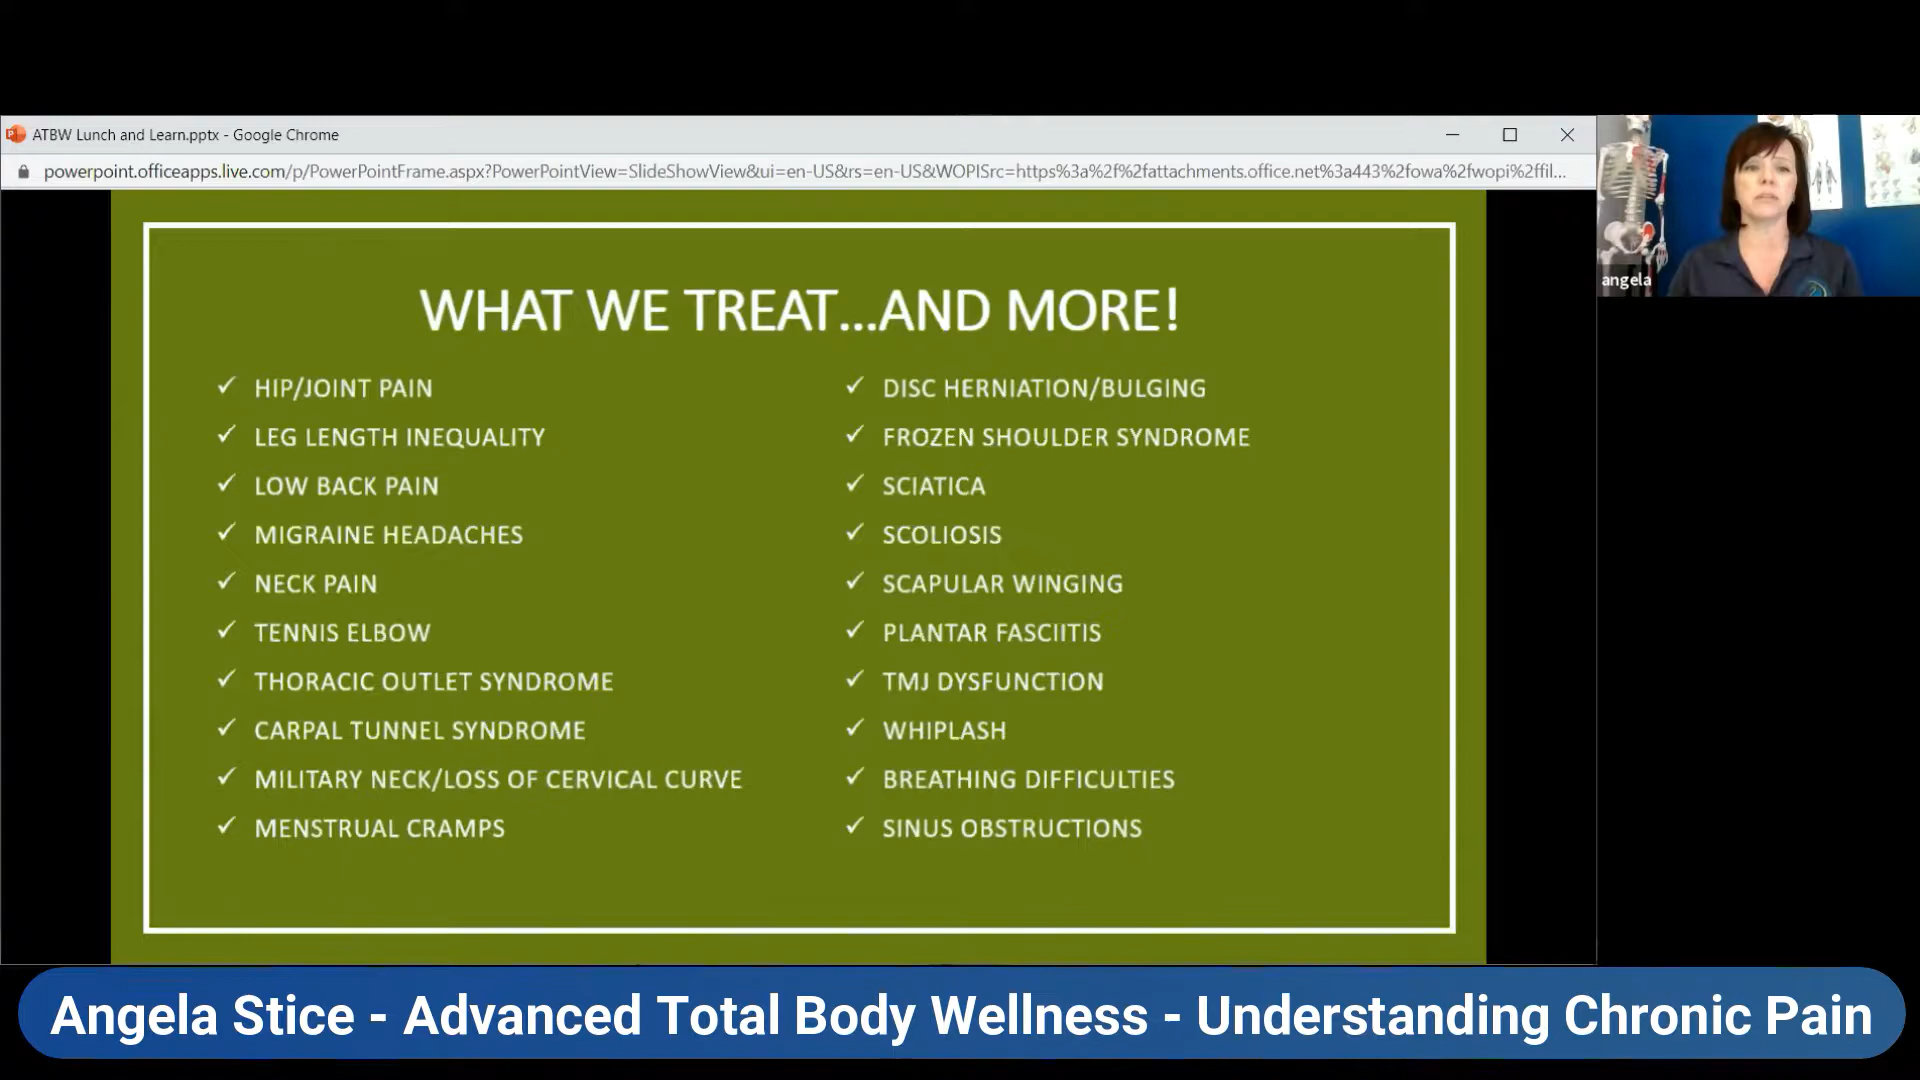 ATBW Lunch and Learn.pptx - Google Chrome
powerpoint.officeapps.live.com/p/PowerPointFrame.aspx?PowerPointView=SlideShowView&ui=en-US&rs=en-US&WOPISrc=https%3a%2f%2fattachments.office.net%3a443%2fowa%2fwopi%2ffil...
angela
WHAT WE TREAT...AND MORE!
✓ HIP/JOINT PAIN
✓ LEG LENGTH INEQUALITY
✓ LOW BACK PAIN
✓ MIGRAINE HEADACHES
✓ NECK PAIN
✓ TENNIS ELBOW
✓ THORACIC OUTLET SYNDROME
✓ CARPAL TUNNEL SYNDROME
✓ MILITARY NECK/LOSS OF CERVICAL CURVE
✓ MENSTRUAL CRAMPS
✓ DISC HERNIATION/BULGING
✓ FROZEN SHOULDER SYNDROME
✓ SCIATICA
✓ SCOLIOSIS
✓ SCAPULAR WINGING
✓ PLANTAR FASCIITIS
✓ TMJ DYSFUNCTION
✓ WHIPLASH
✓ BREATHING DIFFICULTIES
✓ SINUS OBSTRUCTIONS
Angela Stice - Advanced Total Body Wellness - Understanding Chronic Pain